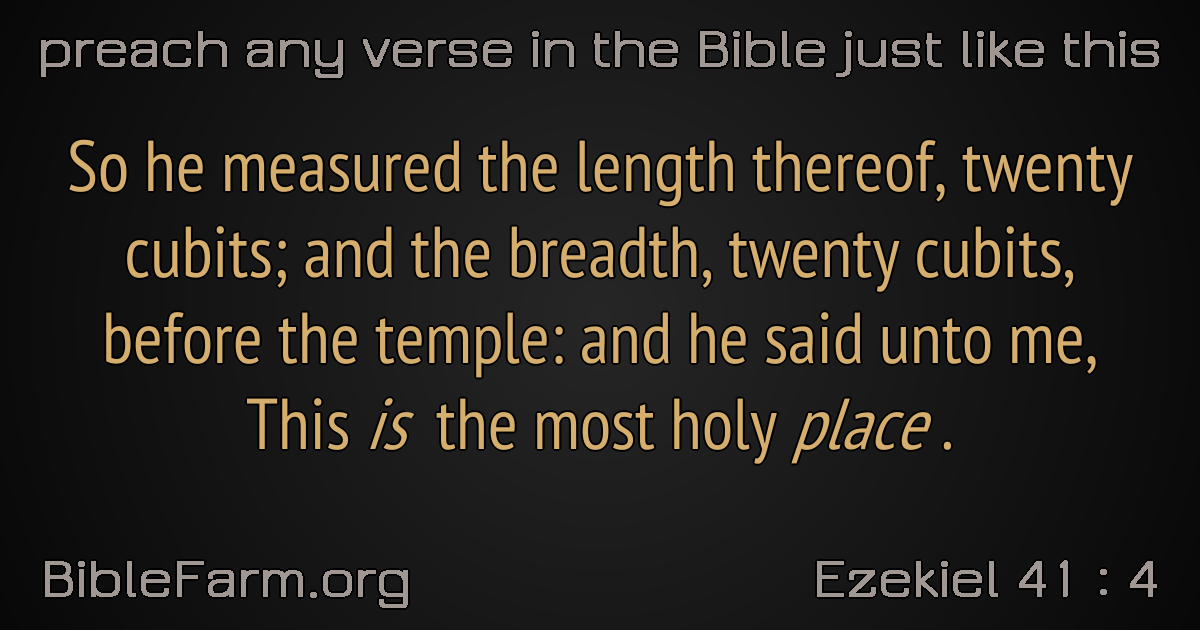 preach any verse in the Bible just like this
So he measured the length thereof, twenty
cubits; and the breadth, twenty cubits,
before the temple: and he said unto me,
This is the most holy place .
BibleFarm.org
Ezekiel 41 : 4